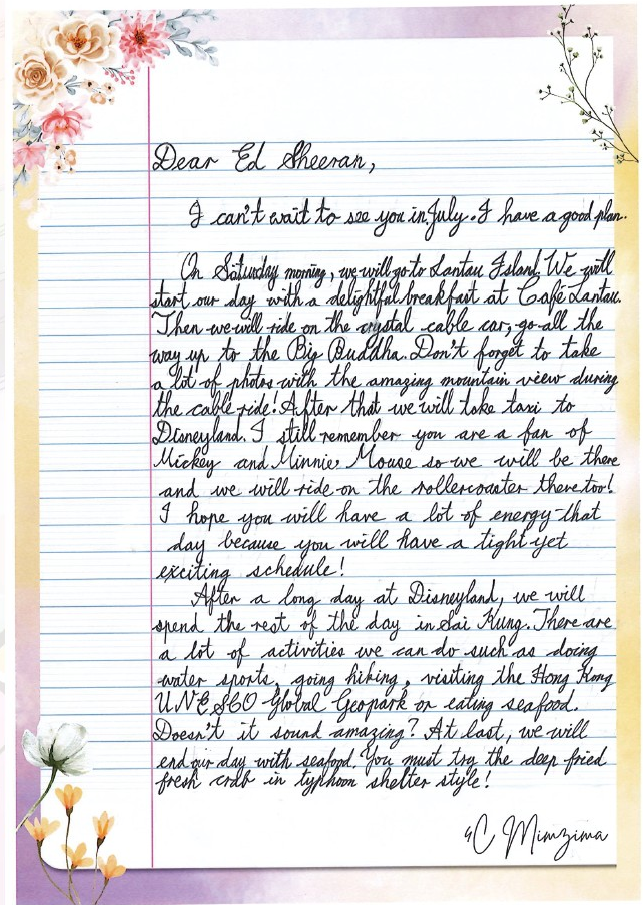 Dear Ed Sheeran,
I can't wait to see you in July. I have a good plan.
On Saturday morning, we will go to Lantau Island. We will
start our day with a delightful breakfast at Café Lantau.
Then we will ride on the crystal cable car, go all the
way up to the Big Buddha. Don't forget to take
a lot of photos with the amazing mountain view during
the cable ride! After that we will take taxi to
Disneyland. I still remember you are a fan of
Mickey and Minnie Mouse so we will be there
and we will ride on the rollercoaster there too!
I hope you will have a lot of energy that
day because you will have a tight yet
exciting schedule!
After a long day at Disneyland, we will
spend the rest of the day in Sai Kung. There are
a lot of activities we can do such as doing
water sports, going hiking, visiting the Hong Kong
UNESCO Global Geopark or eating seafood.
Doesn't it sound amazing? At last, we will
end our day with seafood. You must try the deep fried
fresh crab in typhoon shelter style!
Mimzima